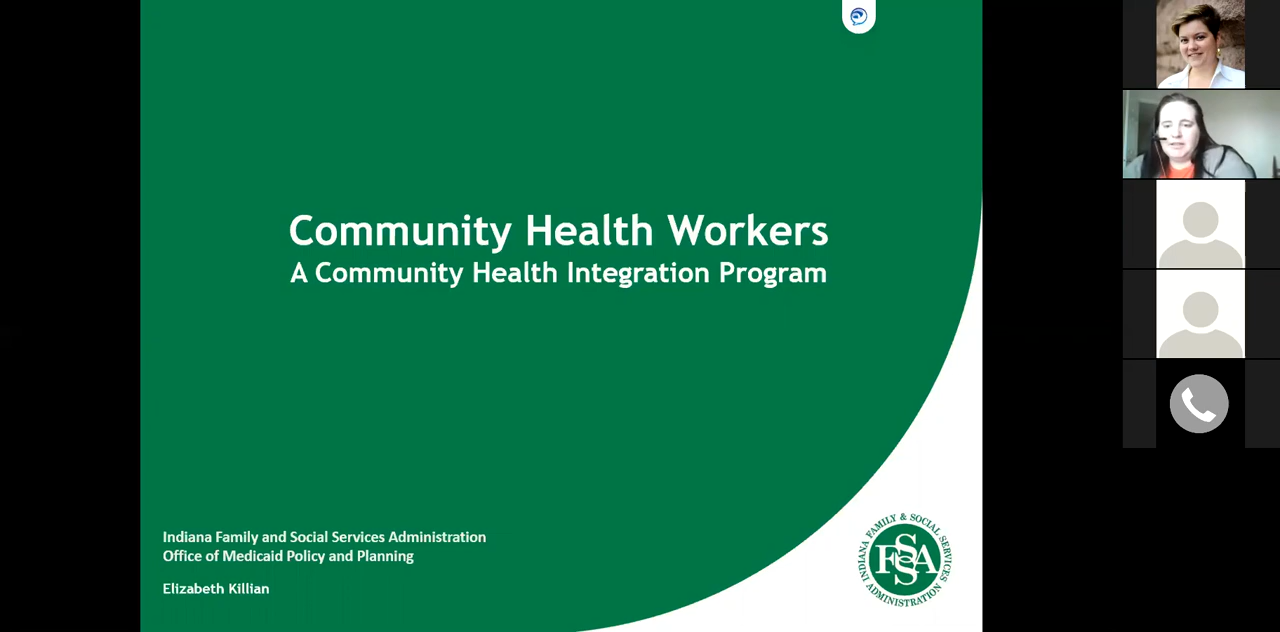 Community Health Workers
A Community Health Integration Program
Indiana Family and Social Services Administration
Office of Medicaid Policy and Planning
Elizabeth Killian
INDIANA FAMILY & SOCIAL SERVICES
FSSA
ADMINISTRATION